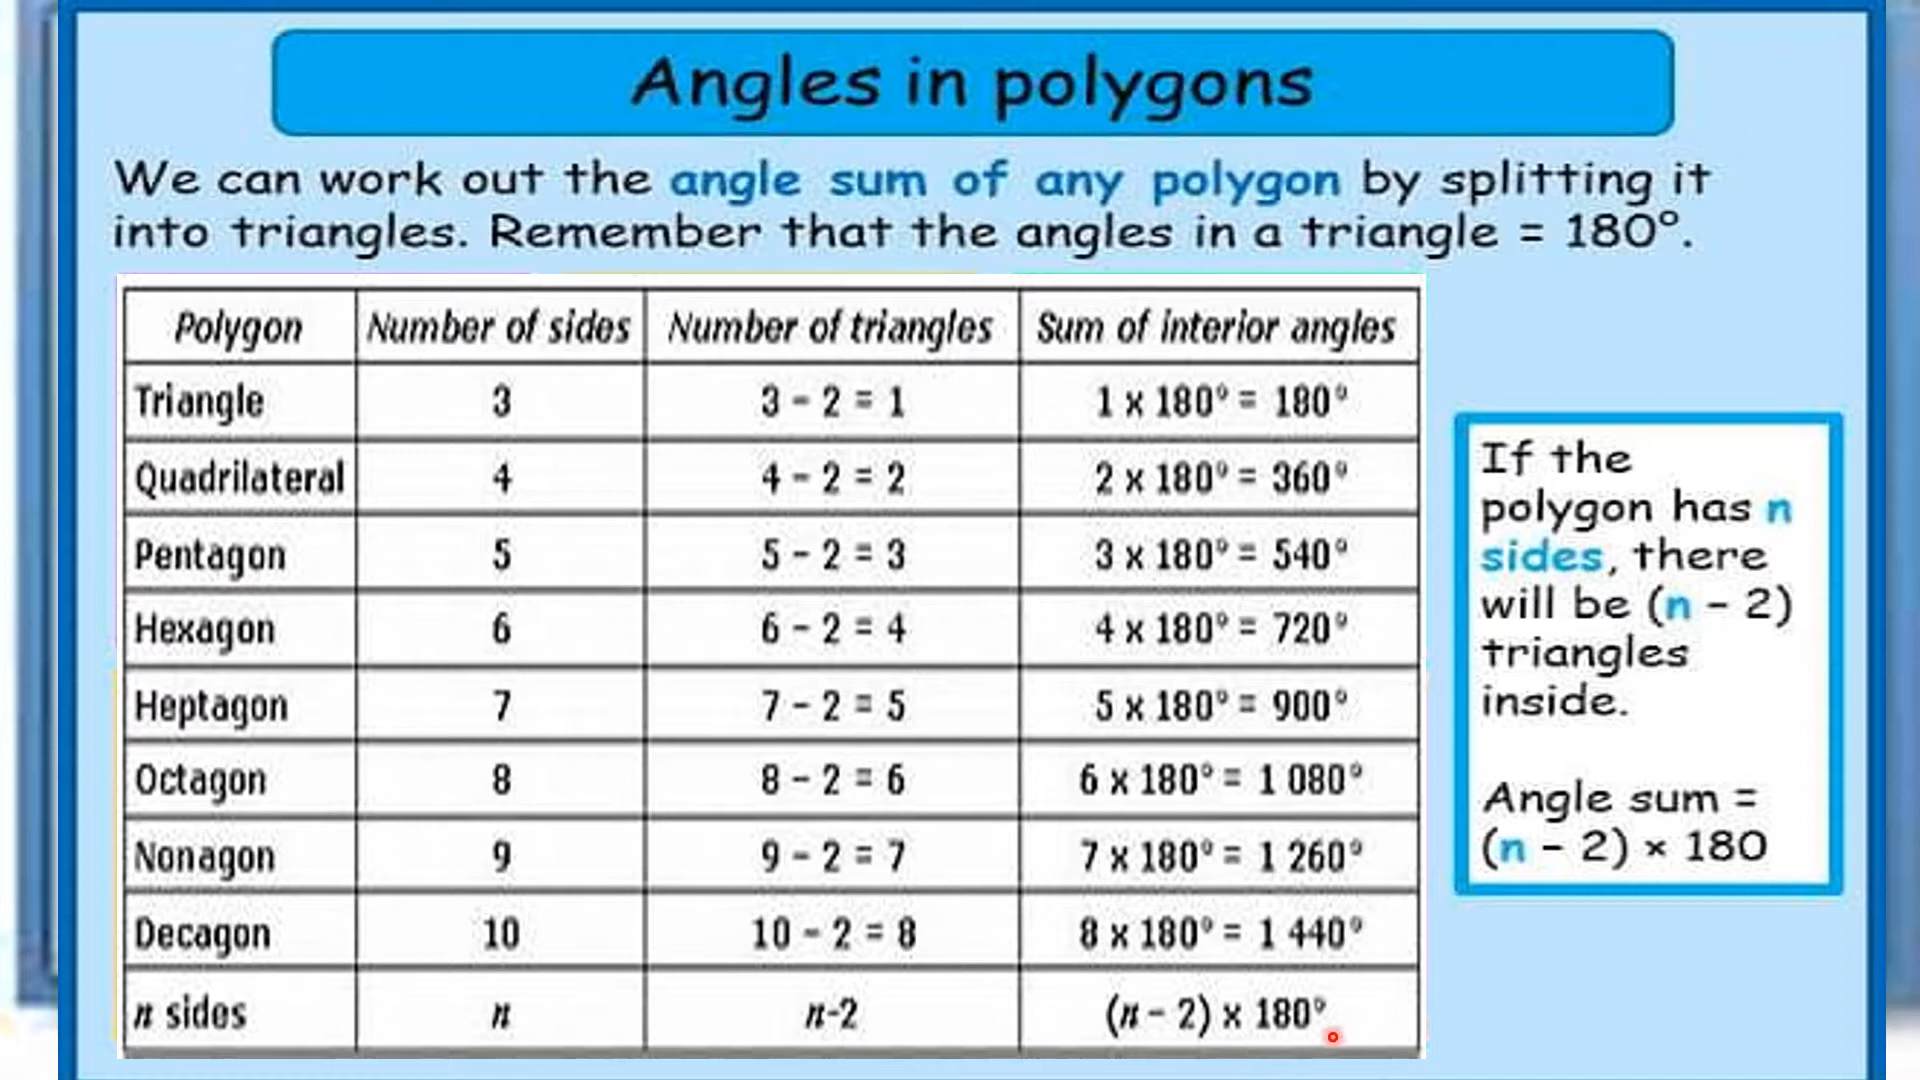 Angles in polygons
We can work out the angle sum of any polygon by splitting it
into triangles. Remember that the angles in a triangle = 180°.
Polygon Number of sides Number of triangles Sum of interior angles
Triangle 3 3 - 2 = 1 1 x 180° = 180°
Quadrilateral 4 4 - 2 = 2 2 x 180° = 360°
Pentagon 5 5 - 2 = 3 3 x 180° = 540°
Hexagon 6 6 - 2 = 4 4 x 180° = 720°
Heptagon 7 7 - 2 = 5 5 x 180° = 900°
Octagon 8 8 - 2 = 6 6 x 180° = 1 080°
Nonagon 9 9 - 2 = 7 7 x 180° = 1 260°
Decagon 10 10 - 2 = 8 8 x 180° = 1 440°
n sides n n-2 (n - 2) x 180°
If the
polygon has n
sides, there
will be (n – 2)
triangles
inside.
Angle sum =
(n – 2) × 180